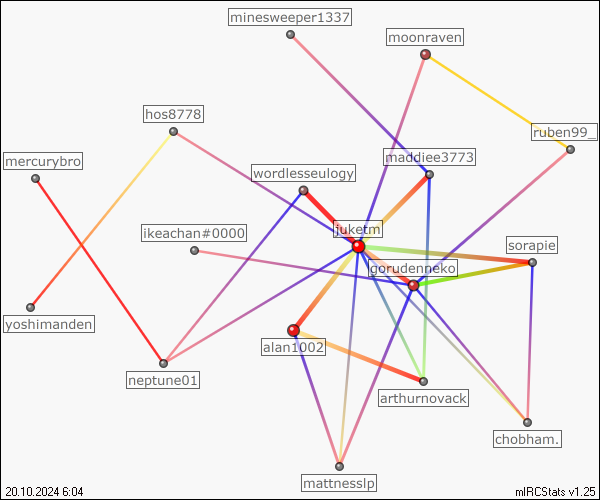 minesweeper1337
moonraven
hos8778
ruben99_
mercurybro
maddiee3773
wordlesseulogy
juketm
ikeachan#0000
sorapie
gorudenneko
yoshimanden
alan1002
neptune01
arthurnovack
chobham.
mattnesslp
20.10.2024 6:04
mIRCStats v1.25